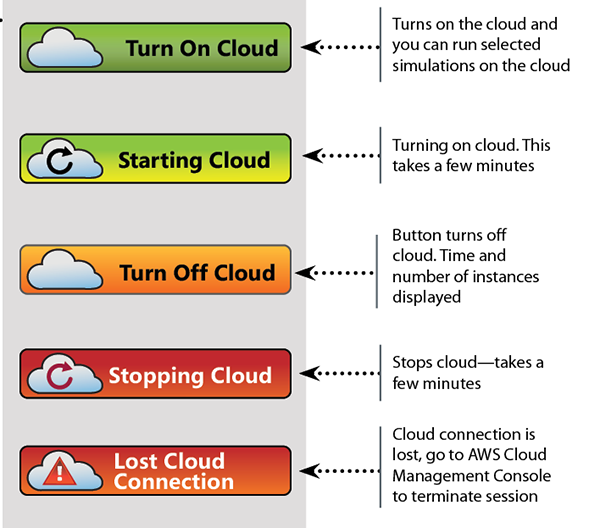 Turn On Cloud
Turns on the cloud and
you can run selected
simulations on the cloud
Starting Cloud
Turning on cloud. This
takes a few minutes
Turn Off Cloud
Button turns off
cloud. Time and
number of instances
displayed
Stopping Cloud
Stops cloud—takes a
few minutes
Lost Cloud
Connection
Cloud connection is
lost, go to AWS Cloud
Management Console
to terminate session